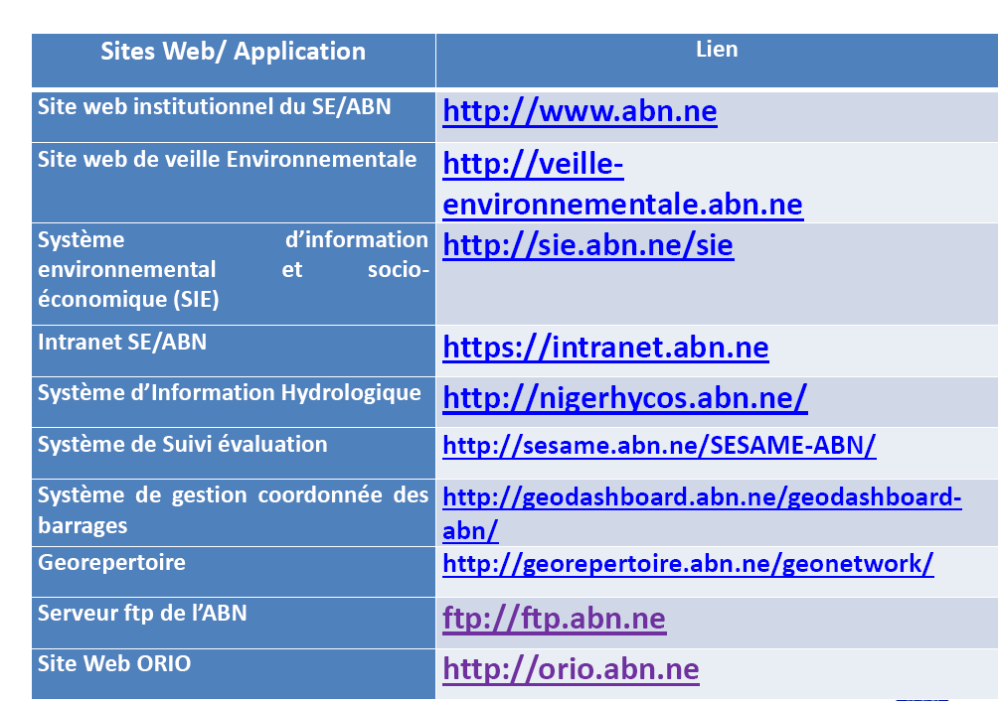 Sites Web/ Application
Lien
Site web institutionnel du SE/ABN
http://www.abn.ne
Site web de veille Environnementale
http://veille-
environnementale.abn.ne
Système d’information
environnemental et socio-
économique (SIE)
http://sie.abn.ne/sie
Intranet SE/ABN
https://intranet.abn.ne
Système d’Information Hydrologique
http://nigerhycos.abn.ne/
Système de Suivi évaluation
http://sesame.abn.ne/SESAME-ABN/
Système de gestion coordonnée des
barrages
http://geodashboard.abn.ne/geodashboard-
abn/
Georepertoire
http://georepertoire.abn.ne/geonetwork/
Serveur ftp de l’ABN
ftp://ftp.abn.ne
Site Web ORIO
http://orio.abn.ne